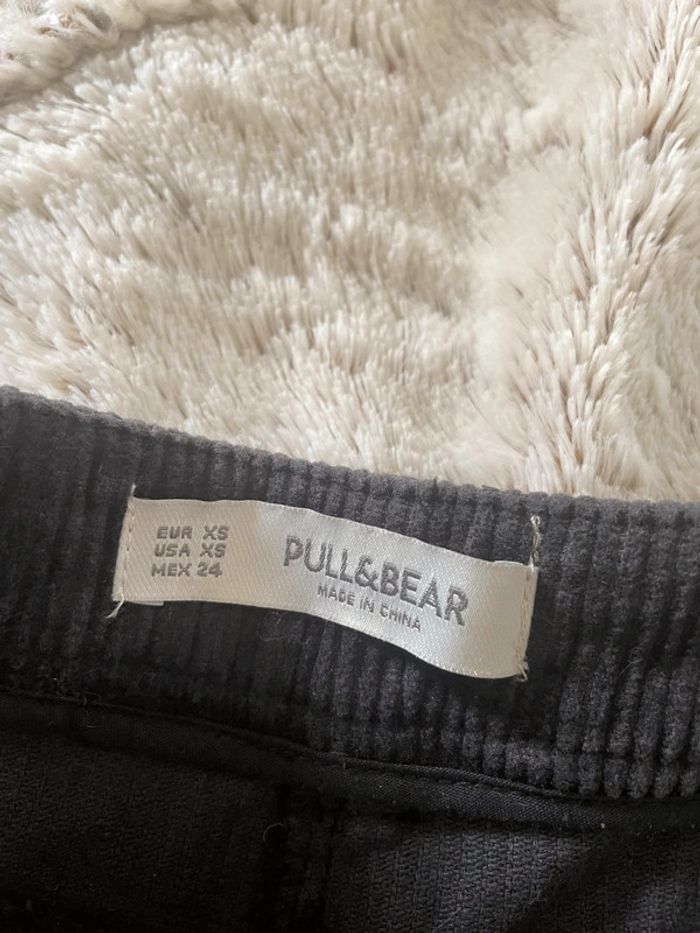 EUR XS
USA XS
MEX 24
PULL&BEAR
MADE IN CHINA